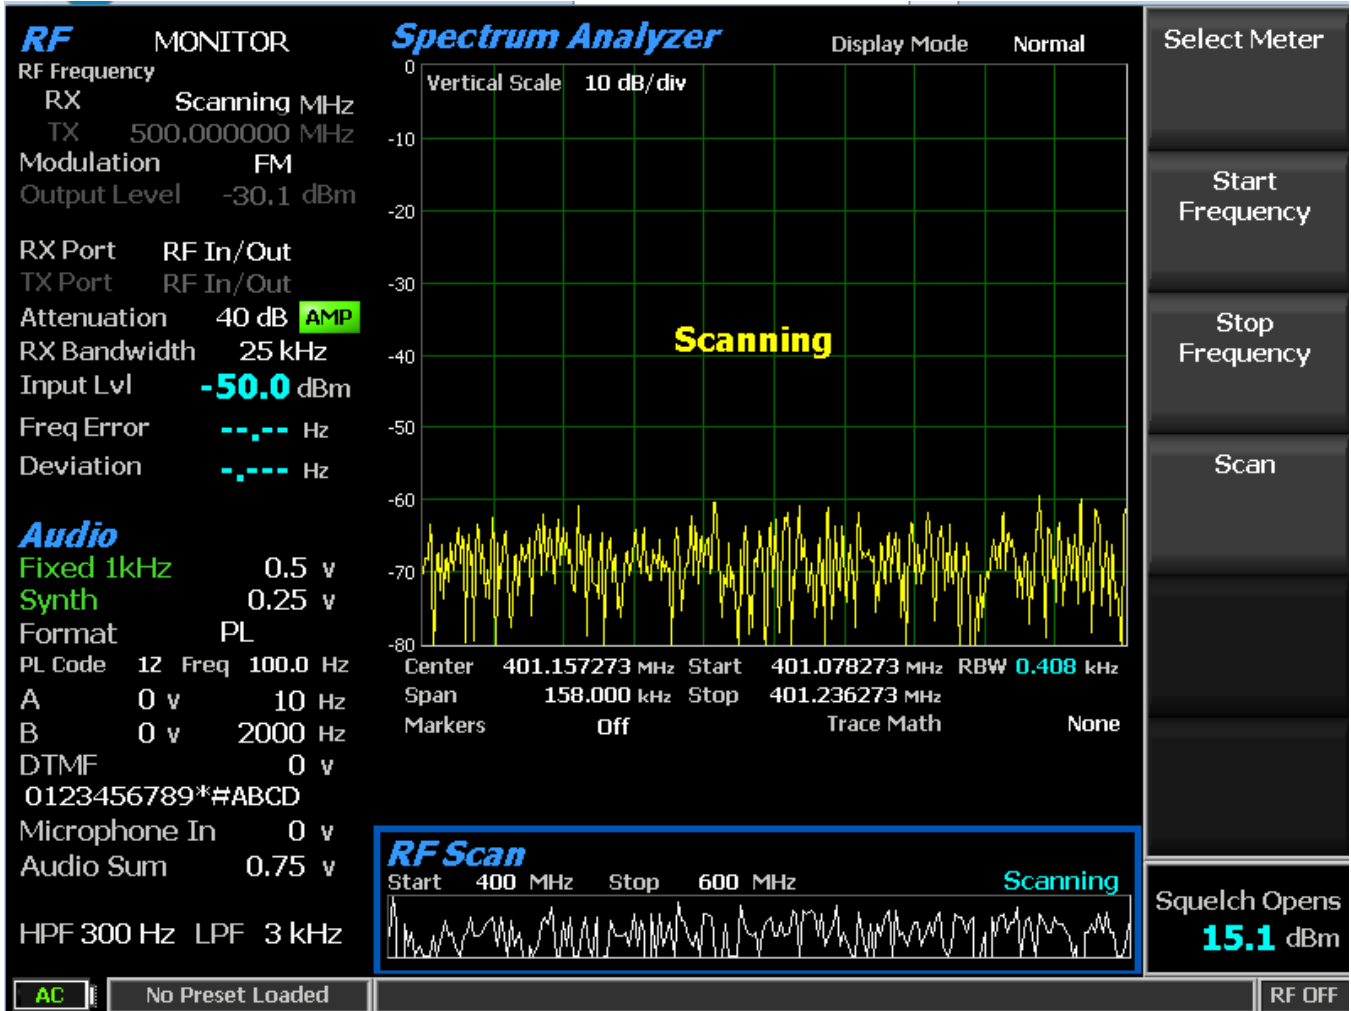 RF MONITOR
RF Frequency
RX Scanning MHz
TX 500.000000 MHz
Modulation FM
Output Level -30.1 dBm
RX Port RF In/Out
TX Port RF In/Out
Attenuation 40 dB AMP
RX Bandwidth 25 kHz
Input Lvl -50.0 dBm
Freq Error --.-- Hz
Deviation -.--- Hz
Audio
Fixed 1kHz 0.5 v
Synth 0.25 v
Format PL
PL Code 1Z Freq 100.0 Hz
A 0 v 10 Hz
B 0 v 2000 Hz
DTMF 0 v
0123456789*#ABCD
Microphone In 0 v
Audio Sum 0.75 v
HPF 300 Hz LPF 3 kHz
Spectrum Analyzer Display Mode Normal
Vertical Scale 10 dB/div
0
-10
-20
-30
-40
-50
-60
-70
-80
Scanning
Center 401.157273 MHz Start 401.078273 MHz RBW 0.408 kHz
Span 158.000 kHz Stop 401.236273 MHz
Markers Off Trace Math None
RF Scan
Start 400 MHz Stop 600 MHz Scanning
Select Meter
Start
Frequency
Stop
Frequency
Scan
Squelch Opens
15.1 dBm
AC No Preset Loaded RF OFF